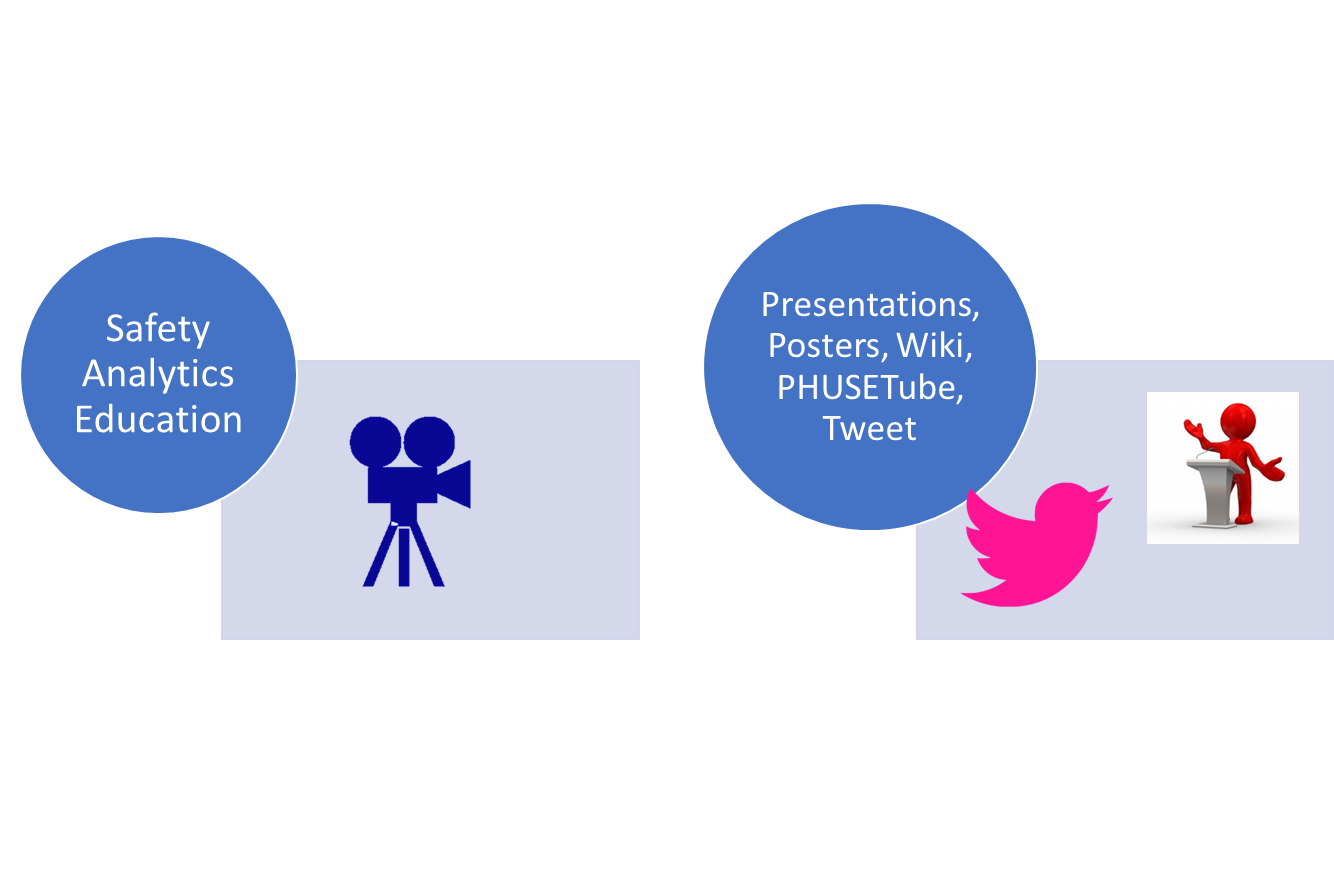 Safety
Analytics
Education
Presentations,
Posters, Wiki,
PHUSETube,
Tweet